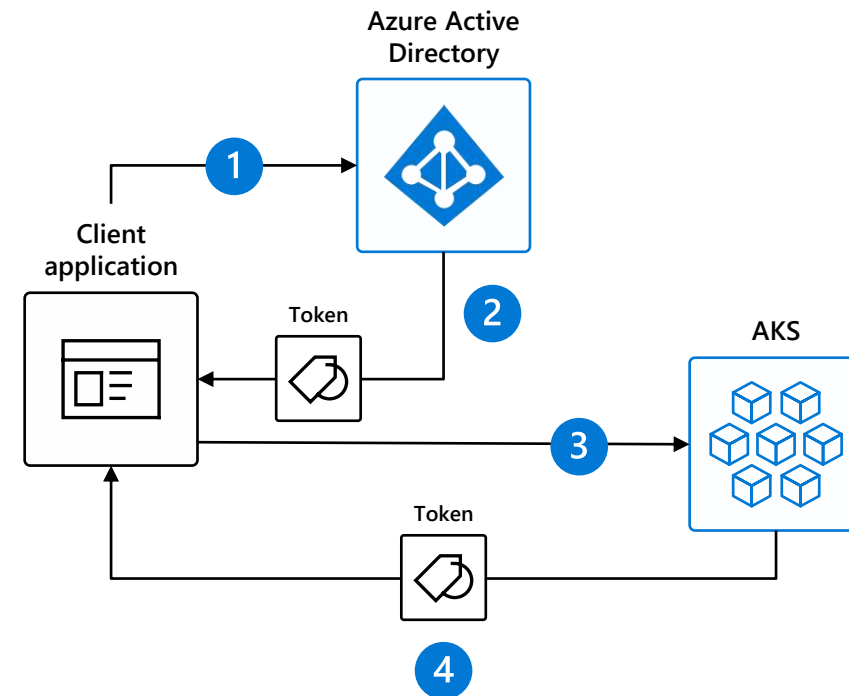 Azure Active
Directory
1
Client
application
2
Token
AKS
3
Token
4